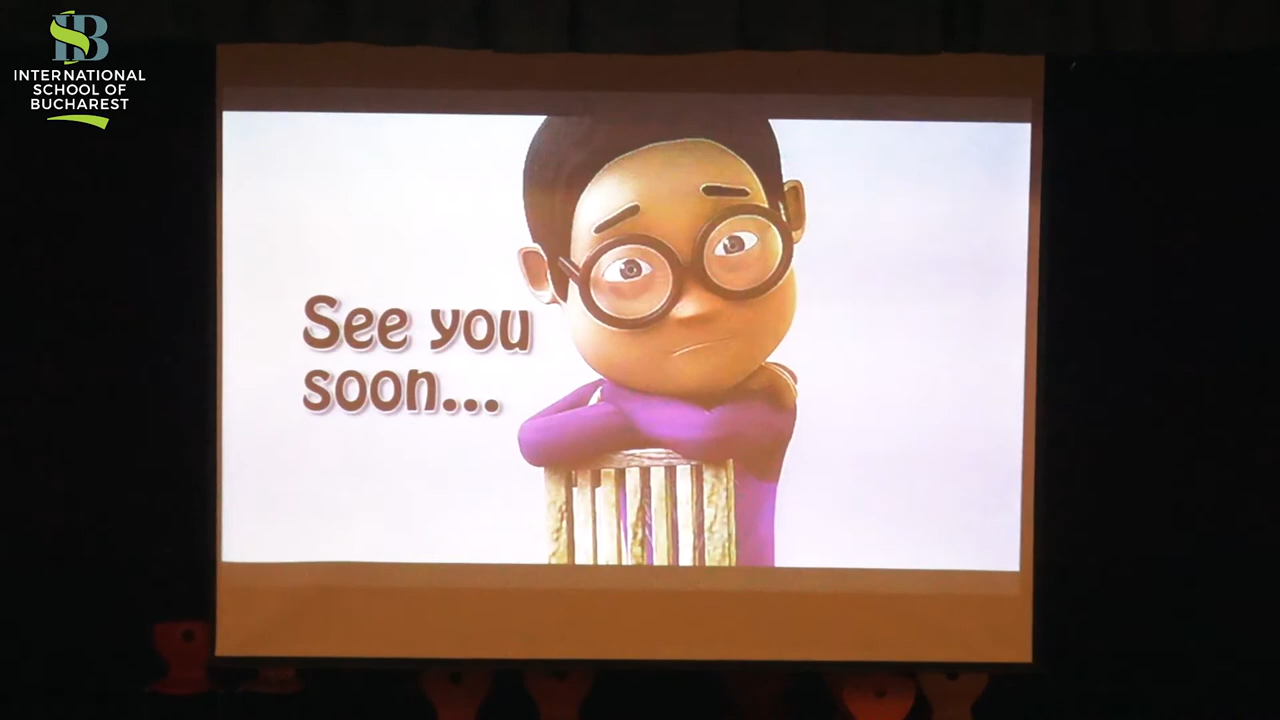 ISB
INTERNATIONAL
SCHOOL OF
BUCHAREST
See you
soon...